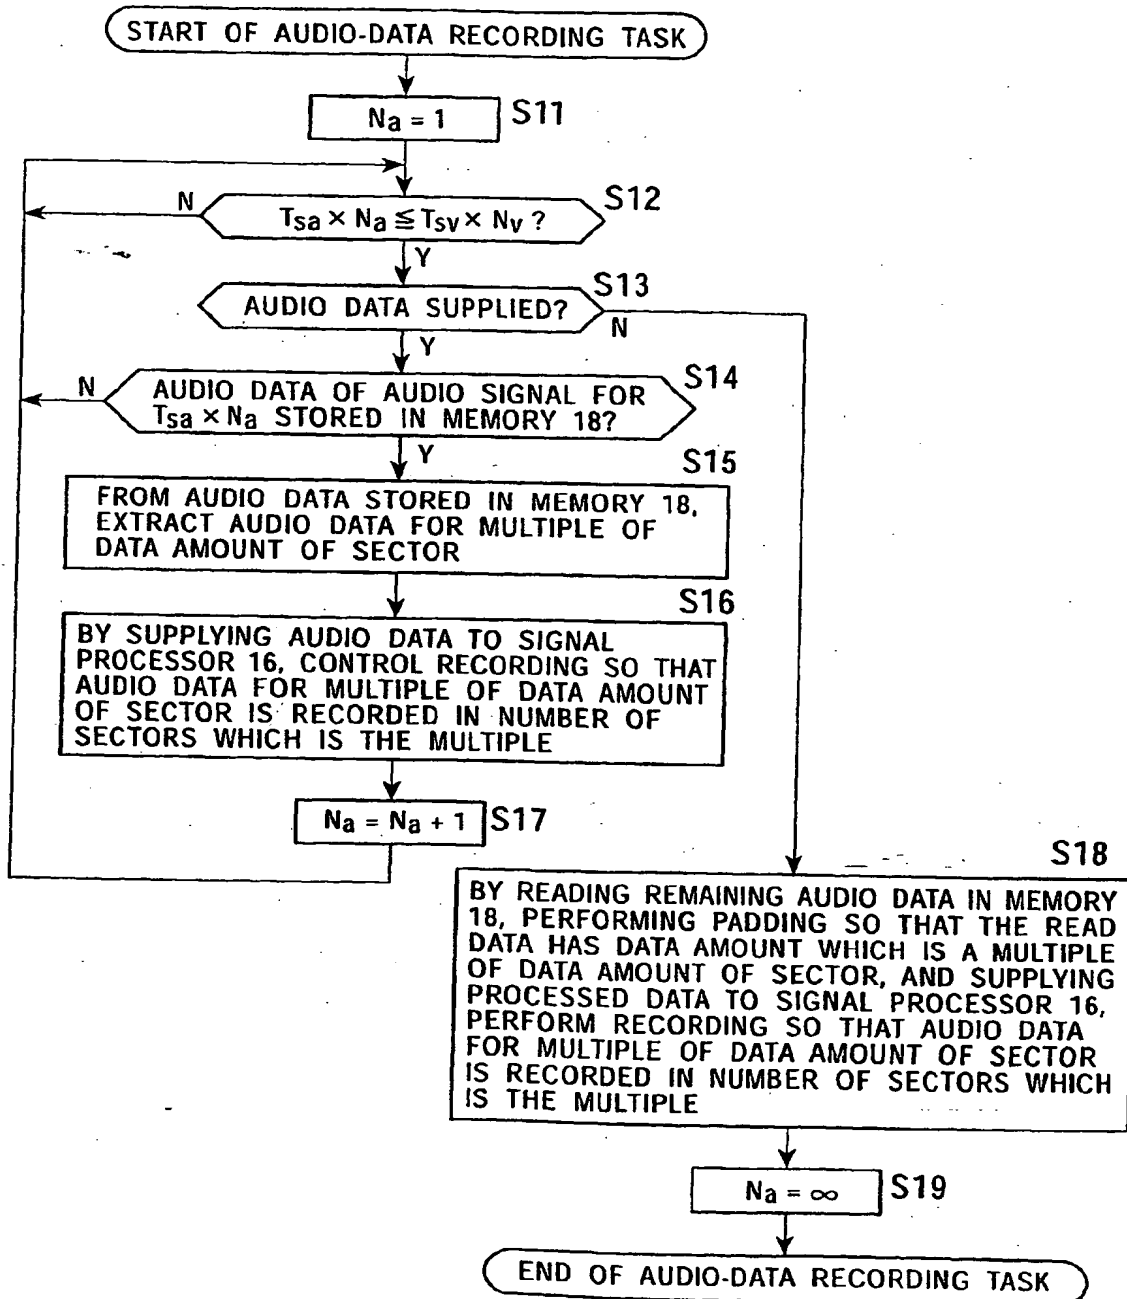 START OF AUDIO-DATA RECORDING TASK
Na = 1
S11
S12
N
Tsa × Na ≦ Tsv × Nv ?
Y
S13
AUDIO DATA SUPPLIED?
N
Y
S14
N
AUDIO DATA OF AUDIO SIGNAL FOR
Tsa × Na STORED IN MEMORY 18?
Y
S15
FROM AUDIO DATA STORED IN MEMORY 18,
EXTRACT AUDIO DATA FOR MULTIPLE OF
DATA AMOUNT OF SECTOR
S16
BY SUPPLYING AUDIO DATA TO SIGNAL
PROCESSOR 16, CONTROL RECORDING SO THAT
AUDIO DATA FOR MULTIPLE OF DATA AMOUNT
OF SECTOR IS RECORDED IN NUMBER OF
SECTORS WHICH IS THE MULTIPLE
Na = Na + 1
S17
S18
BY READING REMAINING AUDIO DATA IN MEMORY
18, PERFORMING PADDING SO THAT THE READ
DATA HAS DATA AMOUNT WHICH IS A MULTIPLE
OF DATA AMOUNT OF SECTOR, AND SUPPLYING
PROCESSED DATA TO SIGNAL PROCESSOR 16,
PERFORM RECORDING SO THAT AUDIO DATA
FOR MULTIPLE OF DATA AMOUNT OF SECTOR
IS RECORDED IN NUMBER OF SECTORS WHICH
IS THE MULTIPLE
Na = ∞
S19
END OF AUDIO-DATA RECORDING TASK